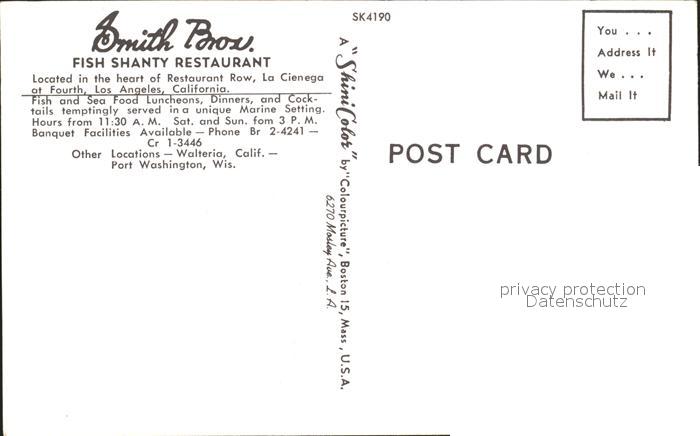 Smith Bros.
FISH SHANTY RESTAURANT
Located in the heart of Restaurant Row, La Cienega
at Fourth, Los Angeles, California.
Fish and Sea Food Luncheons, Dinners, and Cock-
tails temptingly served in a unique Marine Setting.
Hours from 11:30 A. M. Sat. and Sun. fom 3 P. M.
Banquet Facilities Available — Phone Br 2-4241 —
Cr 1-3446
Other Locations — Walteria, Calif. —
Port Washington, Wis.
SK4190
A "ShiniColor" by "Colourpicture", Boston 15, Mass., U.S.A.
6270 Mosley Ave., L. A.
You . . .
Address It
We . . .
Mail It
POST CARD
privacy protection
Datenschutz